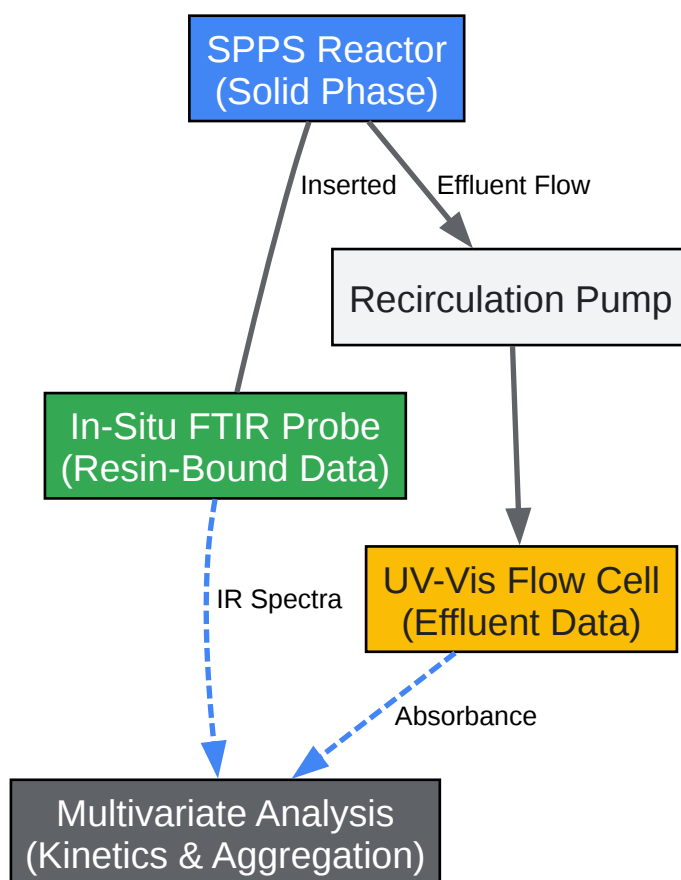 SPPS Reactor
(Solid Phase)
Inserted
Effluent Flow
Recirculation Pump
In-Situ FTIR Probe
(Resin-Bound Data)
UV-Vis Flow Cell
(Effluent Data)
IR Spectra
Absorbance
Multivariate Analysis
(Kinetics & Aggregation)